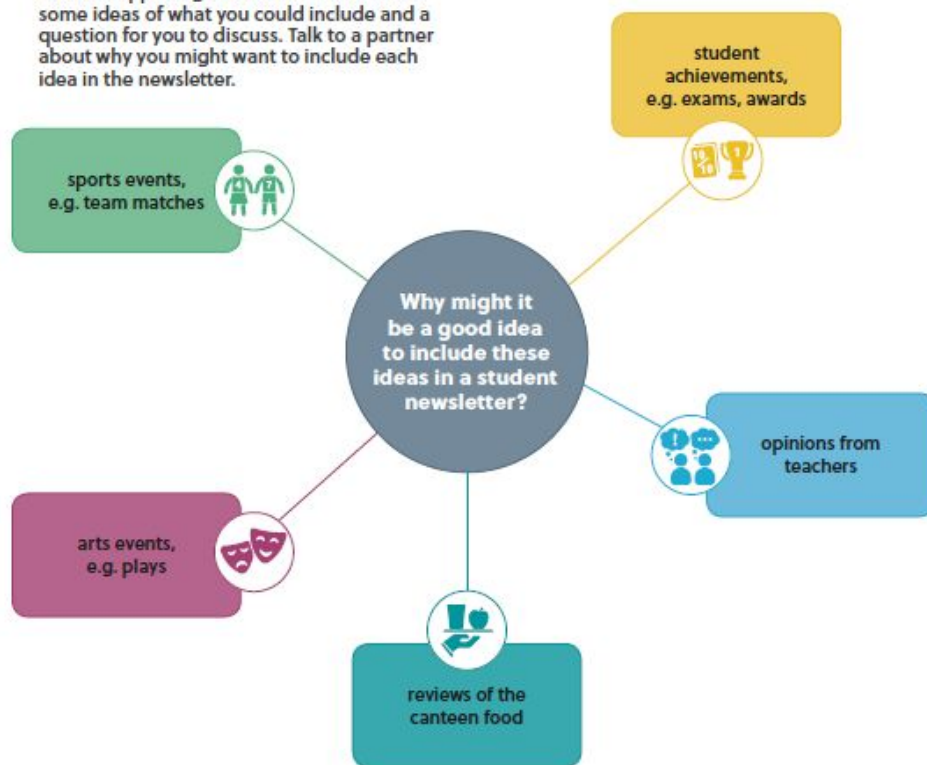 some ideas of what you could include and a
question for you to discuss. Talk to a partner
about why you might want to include each
idea in the newsletter.
student
achievements,
e.g. exams, awards
sports events,
e.g. team matches
Why might it
be a good idea
to include these
ideas in a student
newsletter?
opinions from
teachers
arts events,
e.g. plays
reviews of the
canteen food